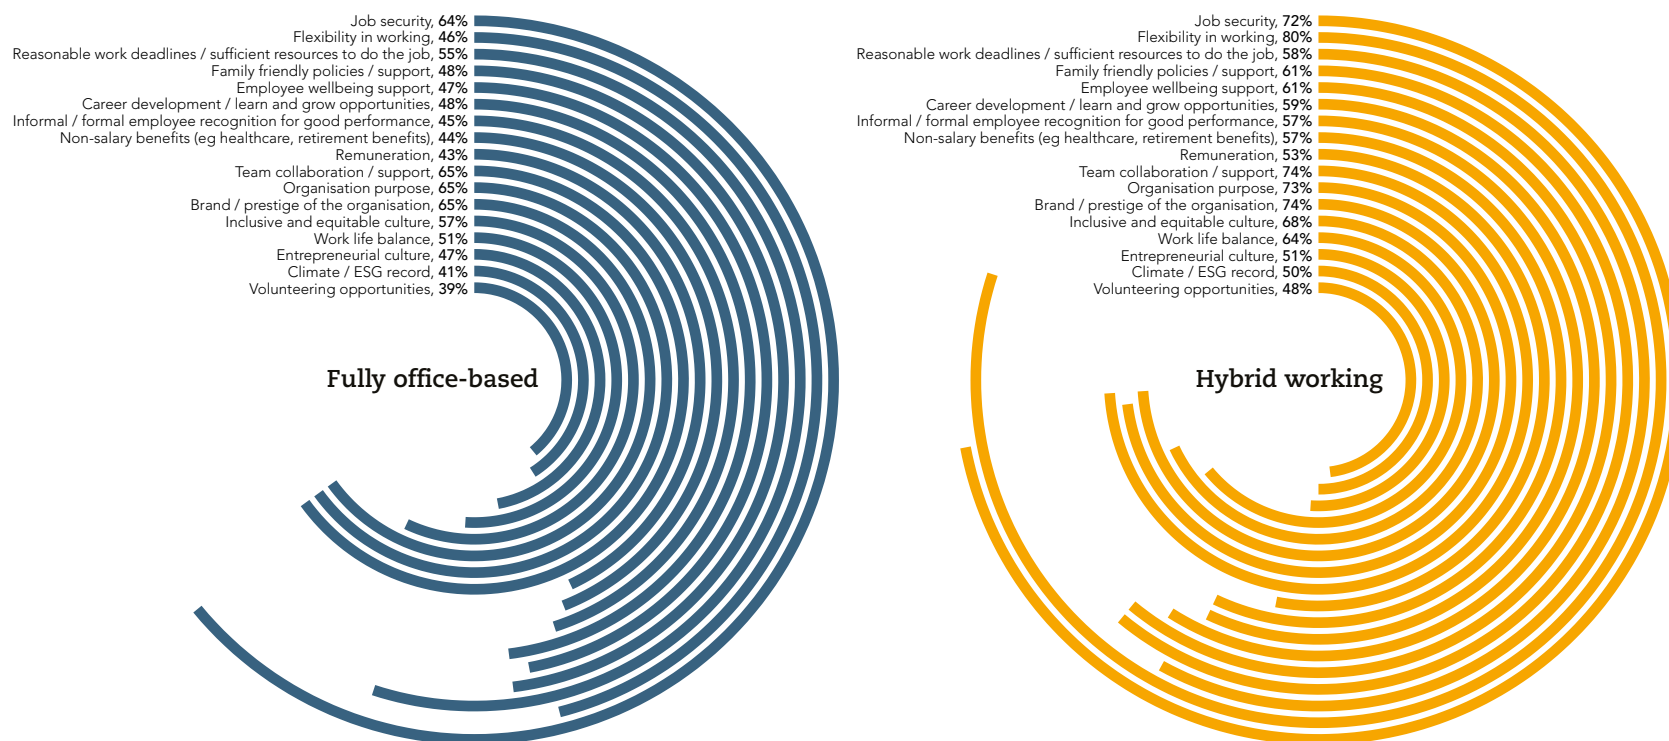 Job security, 64%
Flexibility in working, 46%
Reasonable work deadlines / sufficient resources to do the job, 55%
Family friendly policies / support, 48%
Employee wellbeing support, 47%
Career development / learn and grow opportunities, 48%
Informal / formal employee recognition for good performance, 45%
Non-salary benefits (eg healthcare, retirement benefits), 44%
Remuneration, 43%
Team collaboration / support, 65%
Organisation purpose, 65%
Brand / prestige of the organisation, 65%
Inclusive and equitable culture, 57%
Work life balance, 51%
Entrepreneurial culture, 47%
Climate / ESG record, 41%
Volunteering opportunities, 39%
Fully office-based
Job security, 72%
Flexibility in working, 80%
Reasonable work deadlines / sufficient resources to do the job, 58%
Family friendly policies / support, 61%
Employee wellbeing support, 61%
Career development / learn and grow opportunities, 59%
Informal / formal employee recognition for good performance, 57%
Non-salary benefits (eg healthcare, retirement benefits), 57%
Remuneration, 53%
Team collaboration / support, 74%
Organisation purpose, 73%
Brand / prestige of the organisation, 74%
Inclusive and equitable culture, 68%
Work life balance, 64%
Entrepreneurial culture, 51%
Climate / ESG record, 50%
Volunteering opportunities, 48%
Hybrid working